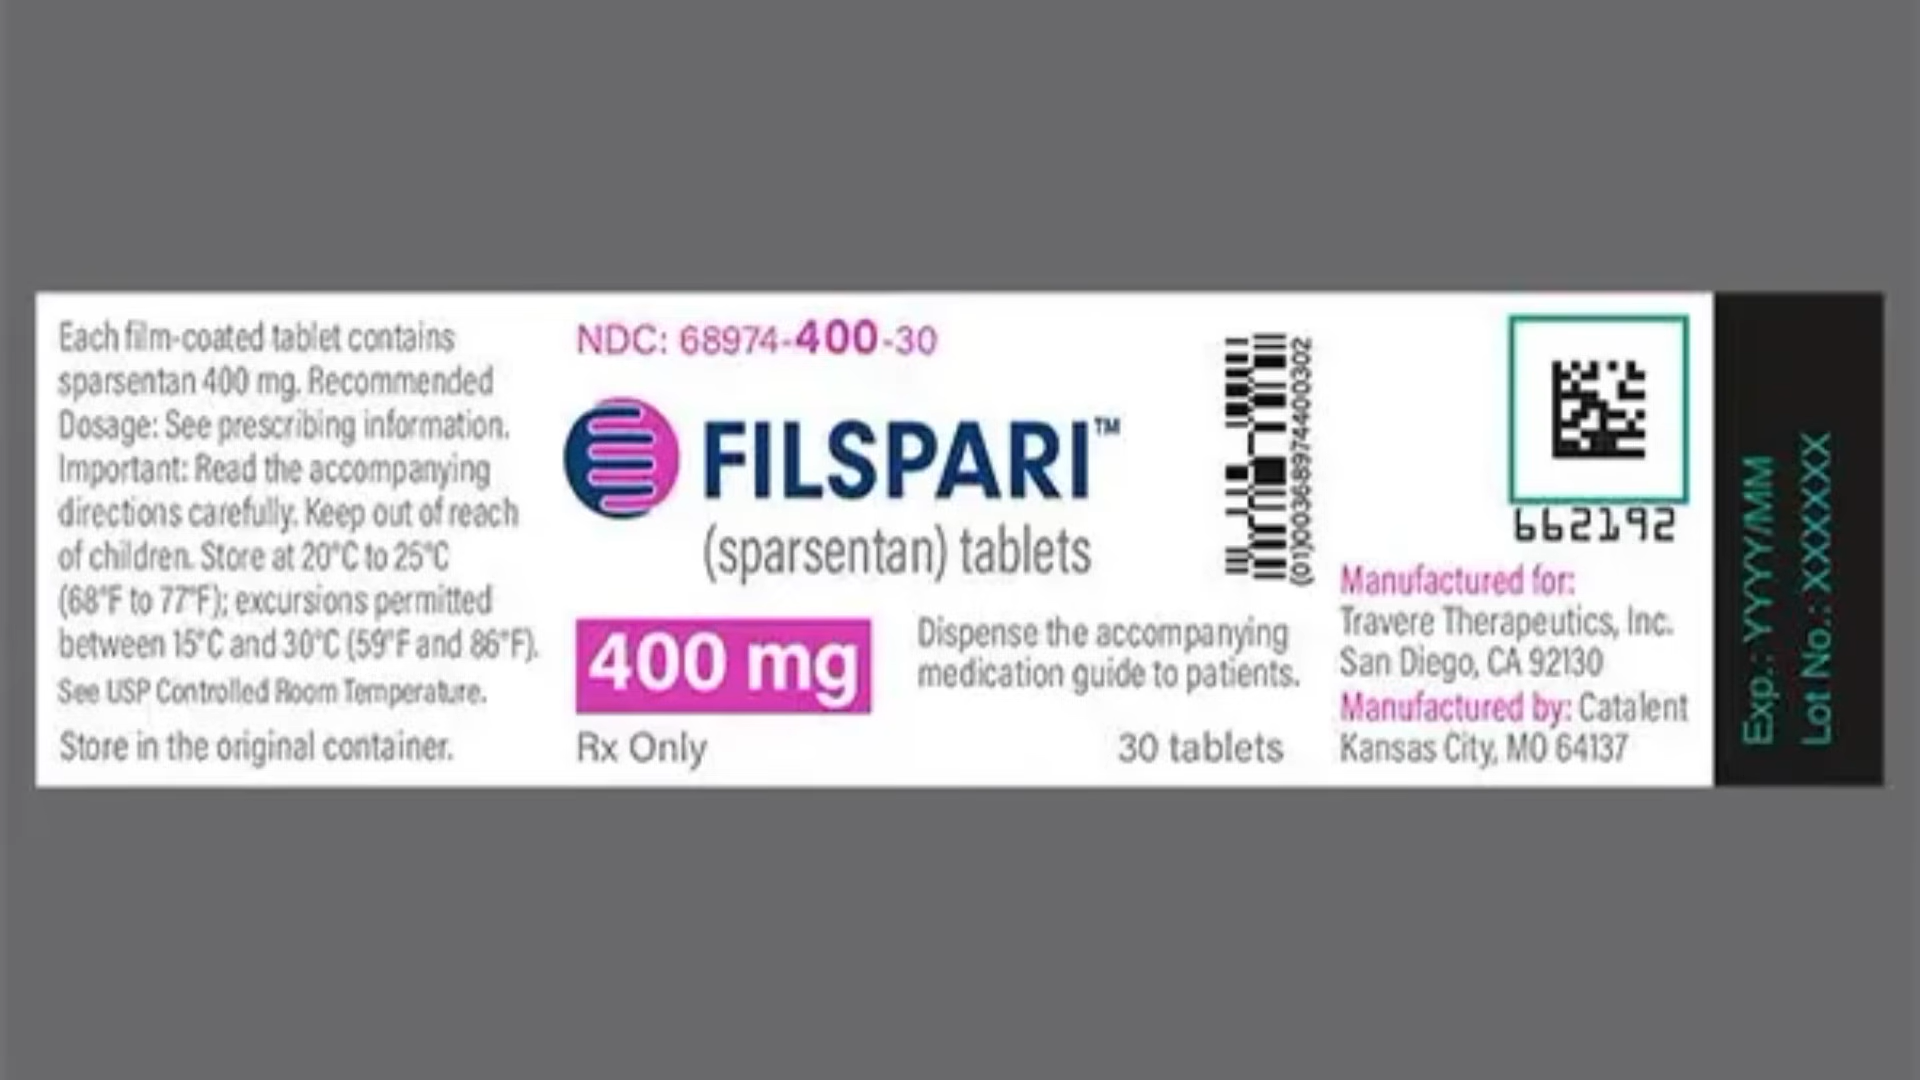 Each film-coated tablet contains
sparsentan 400 mg. Recommended
Dosage: See prescribing information.
Important: Read the accompanying
directions carefully. Keep out of reach
of children. Store at 20°C to 25°C
(68°F to 77°F); excursions permitted
between 15°C and 30°C (59°F and 86°F).
See USP Controlled Room Temperature.
Store in the original container.
NDC: 68974-400-30
FILSPARI™
(sparsentan) tablets
400 mg
Dispense the accompanying
medication guide to patients.
Rx Only
30 tablets
(01)00368974400302
662192
Manufactured for:
Travere Therapeutics, Inc.
San Diego, CA 92130
Manufactured by: Catalent
Kansas City, MO 64137
Exp.: YYYY/MM
Lot No.: XXXXXXX